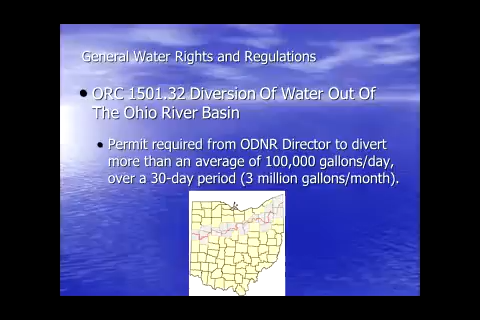 General Water Rights and Regulations
• ORC 1501.32 Diversion Of Water Out Of
The Ohio River Basin
• Permit required from ODNR Director to divert
more than an average of 100,000 gallons/day,
over a 30-day period (3 million gallons/month).